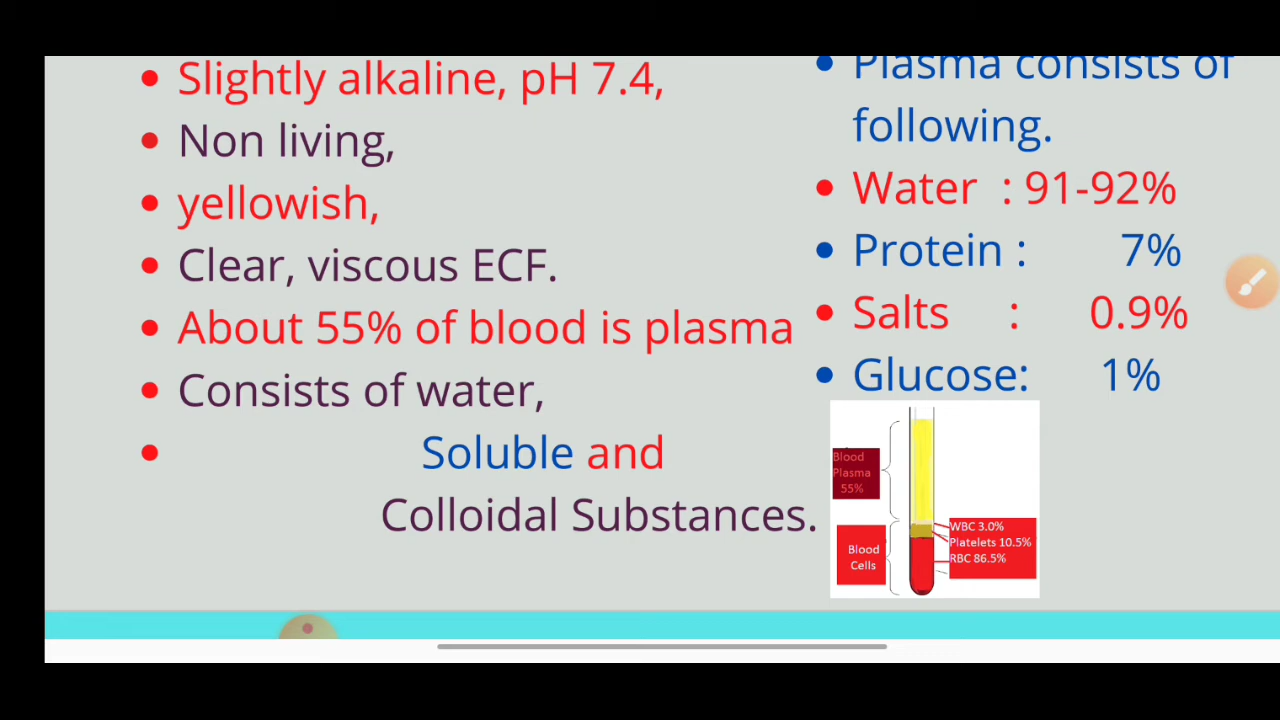 Slightly alkaline, pH 7.4,
Non living,
yellowish,
Clear, viscous ECF.
About 55% of blood is plasma
Consists of water,
Soluble and
Colloidal Substances.
Plasma consists of
following.
Water : 91-92%
Protein : 7%
Salts : 0.9%
Glucose: 1%
Blood
Plasma
55%
Blood
Cells
WBC 3.0%
Platelets 10.5%
RBC 86.5%